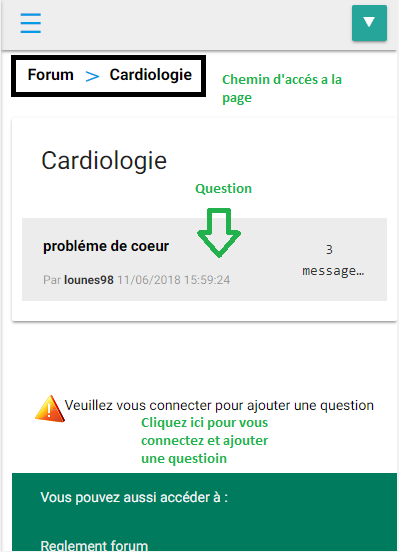 Forum > Cardiologie
Chemin d'accés a la
page
Cardiologie
Question
probléme de coeur
3
message…
Par lounes98 11/06/2018 15:59:24
Veuillez vous connecter pour ajouter une question
Cliquez ici pour vous
connectez et ajouter
une questioin
Vous pouvez aussi accéder à :
Reglement forum